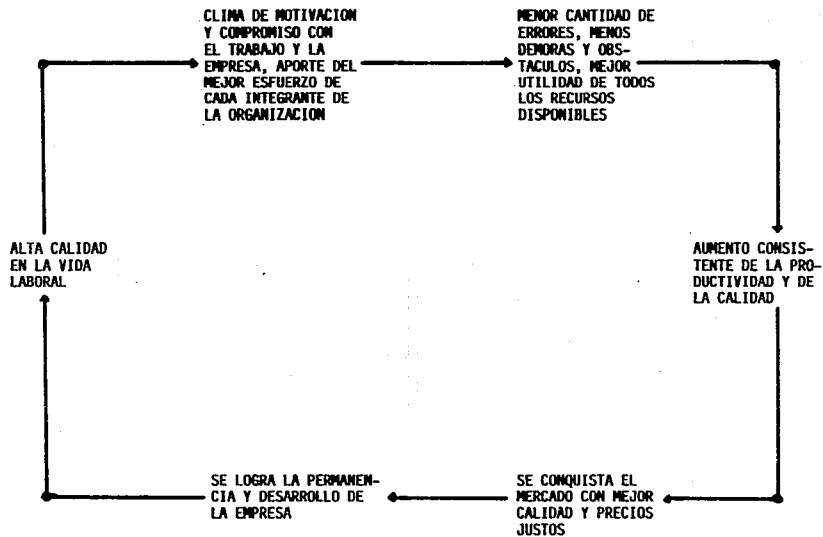 CLIMA DE MOTIVACION
Y COMPROMISO CON
EL TRABAJO Y LA
EMPRESA, APORTE DEL
MEJOR ESFUERZO DE
CADA INTEGRANTE DE
LA ORGANIZACION
MENOR CANTIDAD DE
ERRORES, MENOS
DEMORAS Y OBS-
TACULOS, MEJOR
UTILIDAD DE TODOS
LOS RECURSOS
DISPONIBLES
AUMENTO CONSIS-
TENTE DE LA PRO-
DUCTIVIDAD Y DE
LA CALIDAD
SE CONQUISTA EL
MERCADO CON MEJOR
CALIDAD Y PRECIOS
JUSTOS
SE LOGRA LA PERMANEN-
CIA Y DESARROLLO DE
LA EMPRESA
ALTA CALIDAD
EN LA VIDA
LABORAL